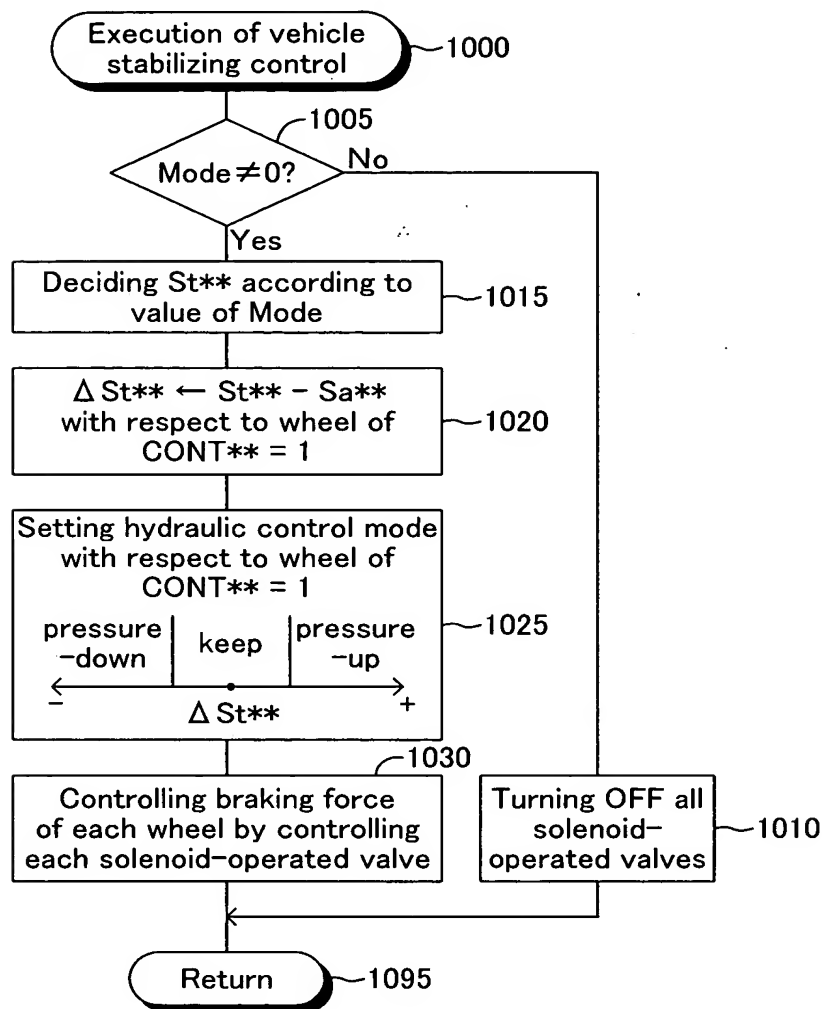 Execution of vehicle
stabilizing control
1000
1005
Mode≠0?
No
Yes
Deciding St** according to
value of Mode
1015
Δ St** ← St** − Sa**
with respect to wheel of
CONT** = 1
1020
Setting hydraulic control mode
with respect to wheel of
CONT** = 1
pressure
-down
keep
pressure
-up
−
+
Δ St**
1025
1030
Controlling braking force
of each wheel by controlling
each solenoid-operated valve
Turning OFF all
solenoid-
operated valves
1010
Return
1095